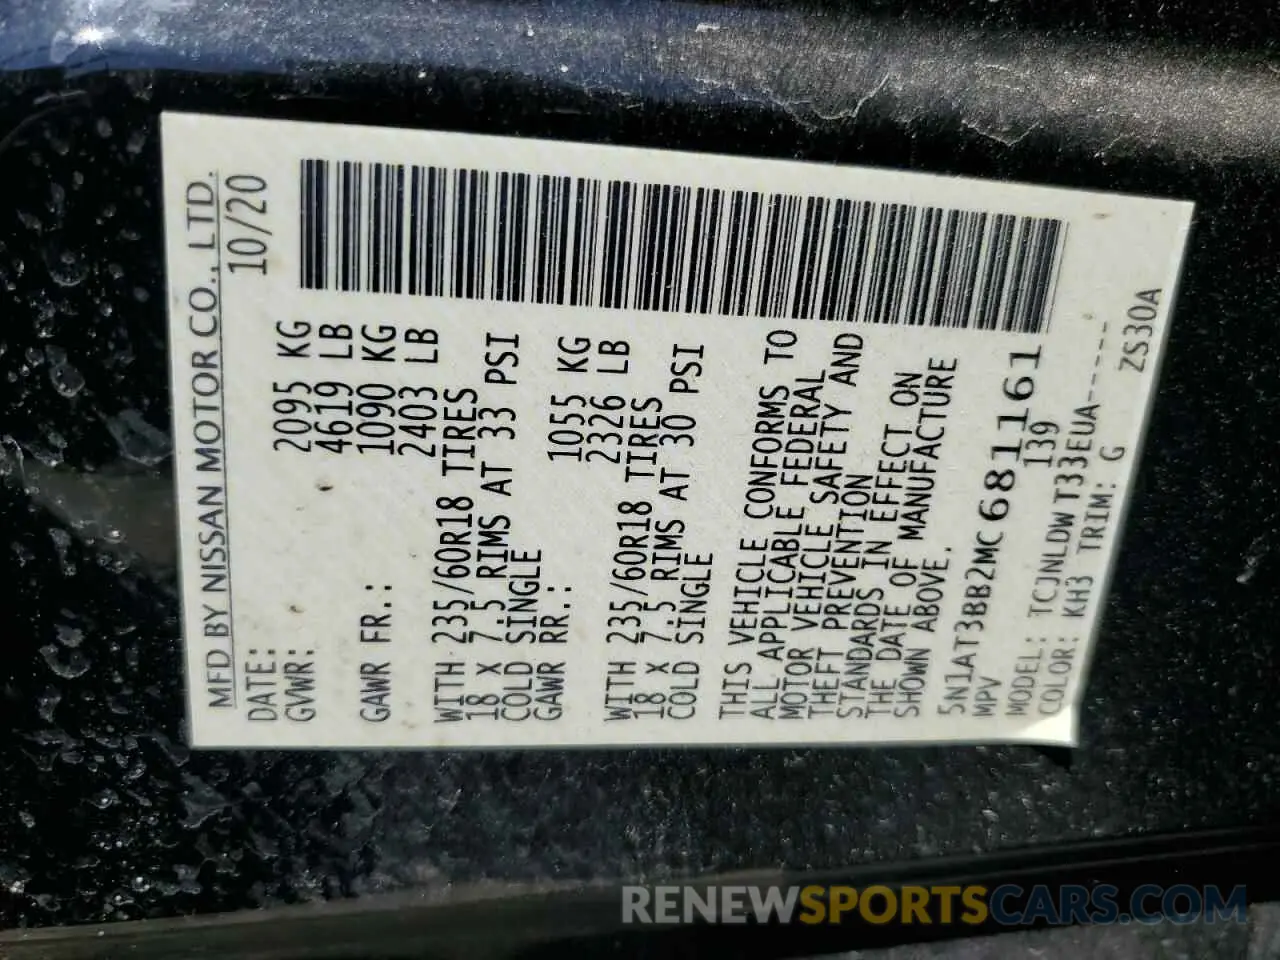 MFD BY NISSAN MOTOR CO., LTD.
DATE: 10/20
GVWR: 2095 KG
4619 LB
GAWR FR.: 1090 KG
2403 LB
WITH 235/60R18 TIRES
18 X 7.5 RIMS AT 33 PSI
COLD SINGLE
GAWR RR.: 1055 KG
2326 LB
WITH 235/60R18 TIRES
18 X 7.5 RIMS AT 30 PSI
COLD SINGLE
THIS VEHICLE CONFORMS TO
ALL APPLICABLE FEDERAL
MOTOR VEHICLE SAFETY AND
THEFT PREVENTION
STANDARDS IN EFFECT ON
THE DATE OF MANUFACTURE
SHOWN ABOVE.
5N1AT3BB2MC681161
MPV 139
MODEL: TCJNLDWT33EUA-----
COLOR: KH3 TRIM: G ZS30A
RENEWSPORTSCARS.COM